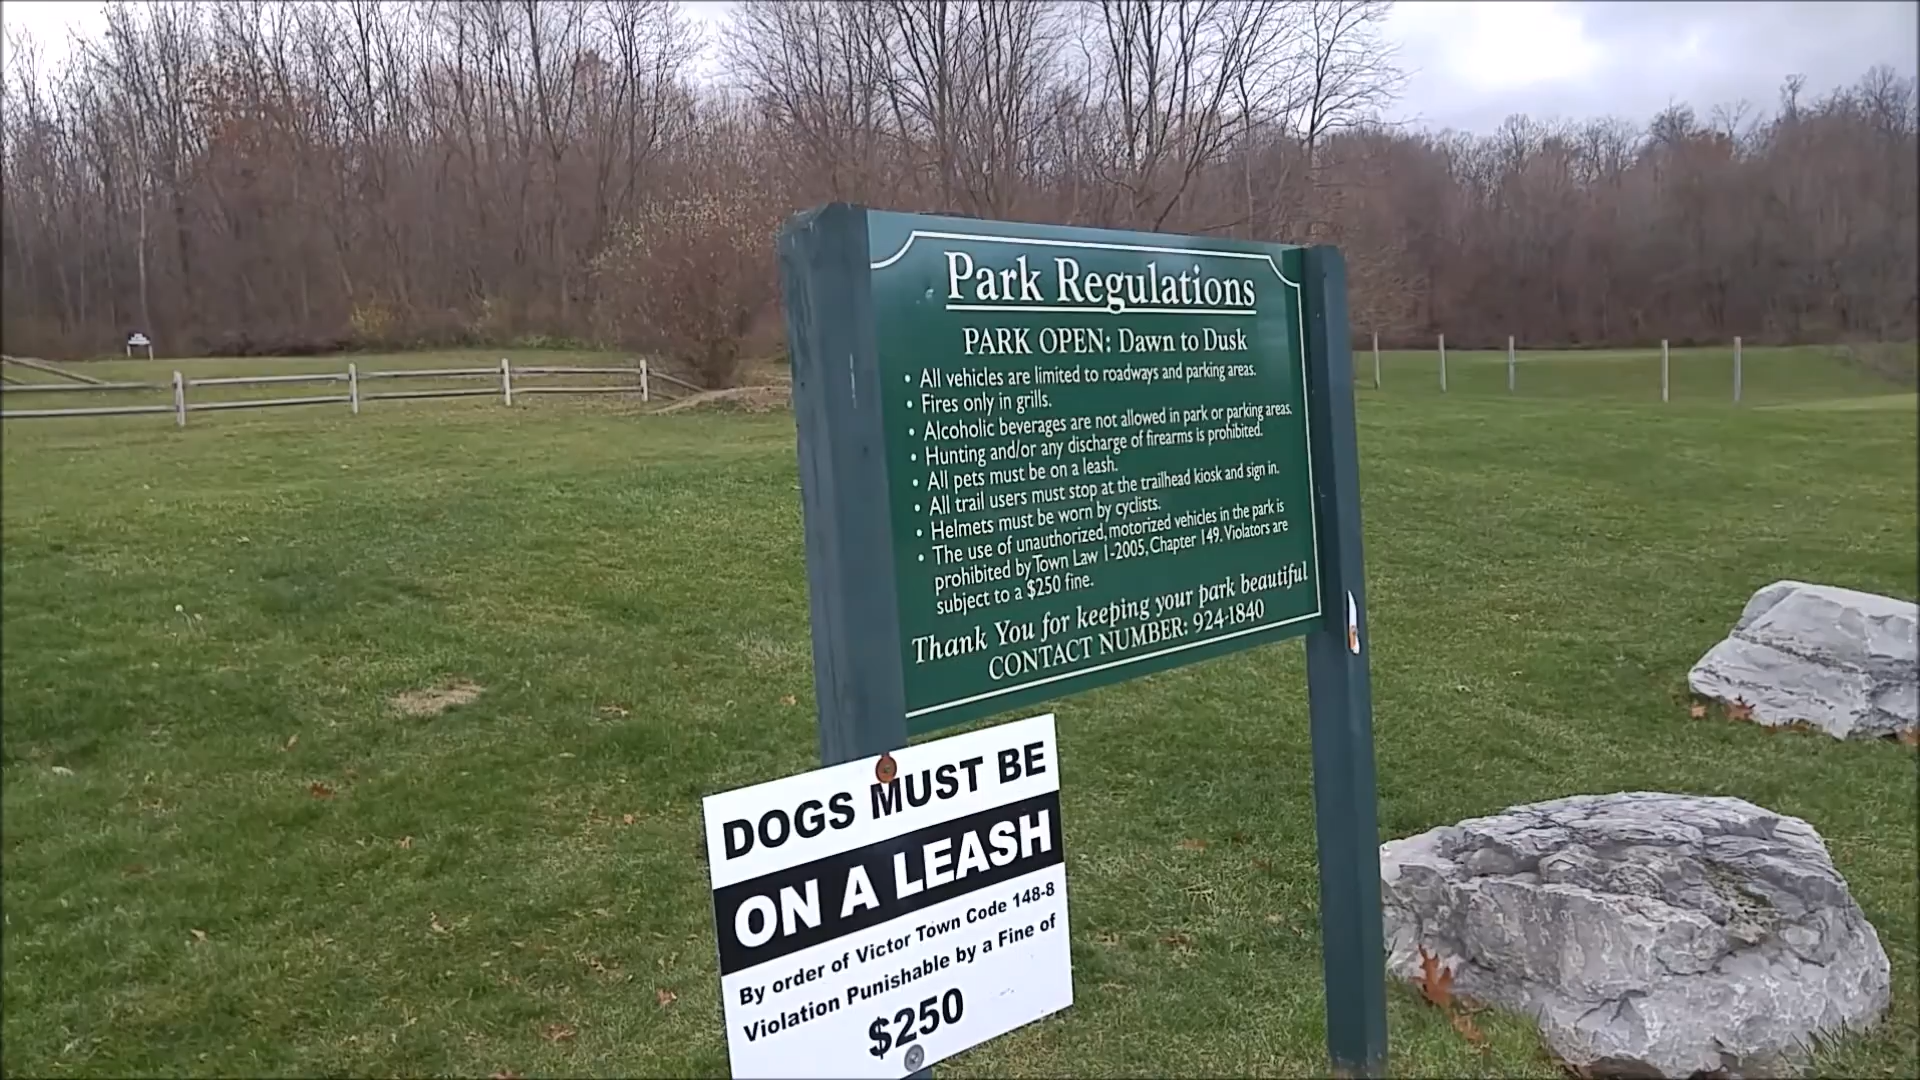 Park Regulations
PARK OPEN: Dawn to Dusk
• All vehicles are limited to roadways and parking areas.
• Fires only in grills.
• Alcoholic beverages are not allowed in park or parking areas.
• Hunting and/or any discharge of firearms is prohibited.
• All pets must be on a leash.
• All trail users must stop at the trailhead kiosk and sign in.
• Helmets must be worn by cyclists.
• The use of unauthorized, motorized vehicles in the park is
prohibited by Town Law 1-2005, Chapter 149. Violators are
subject to a $250 fine.
Thank You for keeping your park beautiful
CONTACT NUMBER: 924-1840
DOGS MUST BE
ON A LEASH
By order of Victor Town Code 148-8
Violation Punishable by a Fine of
$250